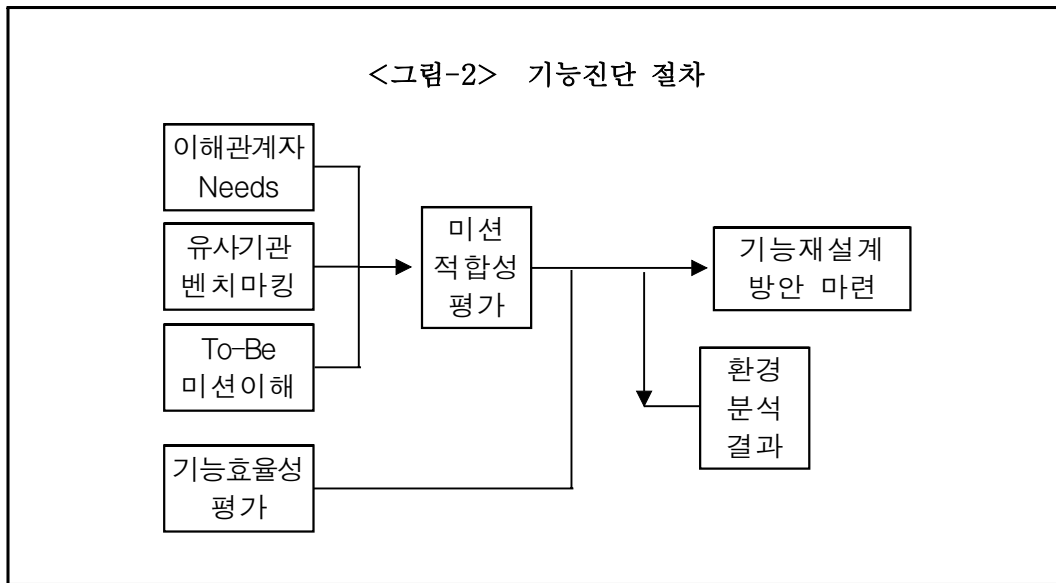 <그림-2> 기능진단 절차
이해관계자
Needs
유사기관
벤치마킹
To-Be
미션이해
기능효율성
평가
미션
적합성
평가
기능재설계
방안 마련
환경
분석
결과